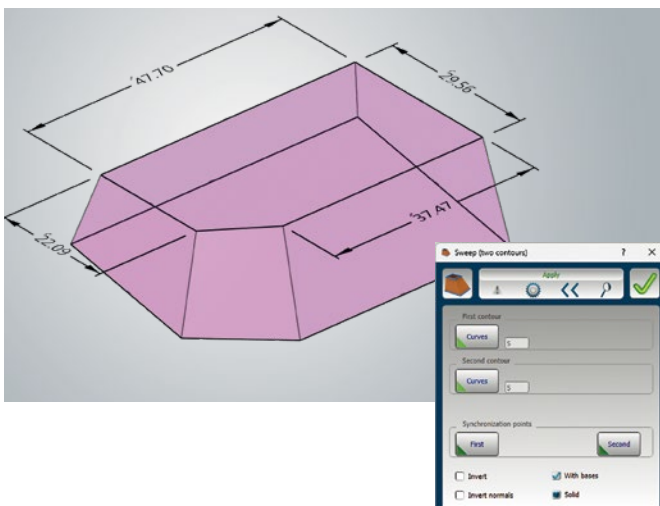 47.70
29.56
22.09
37.47
Sweep (two contours) ? ×
Apply
First contour
Curves 5
Second contour
Curves 5
Synchronization points
First Second
Invert With bases
Invert normals Solid